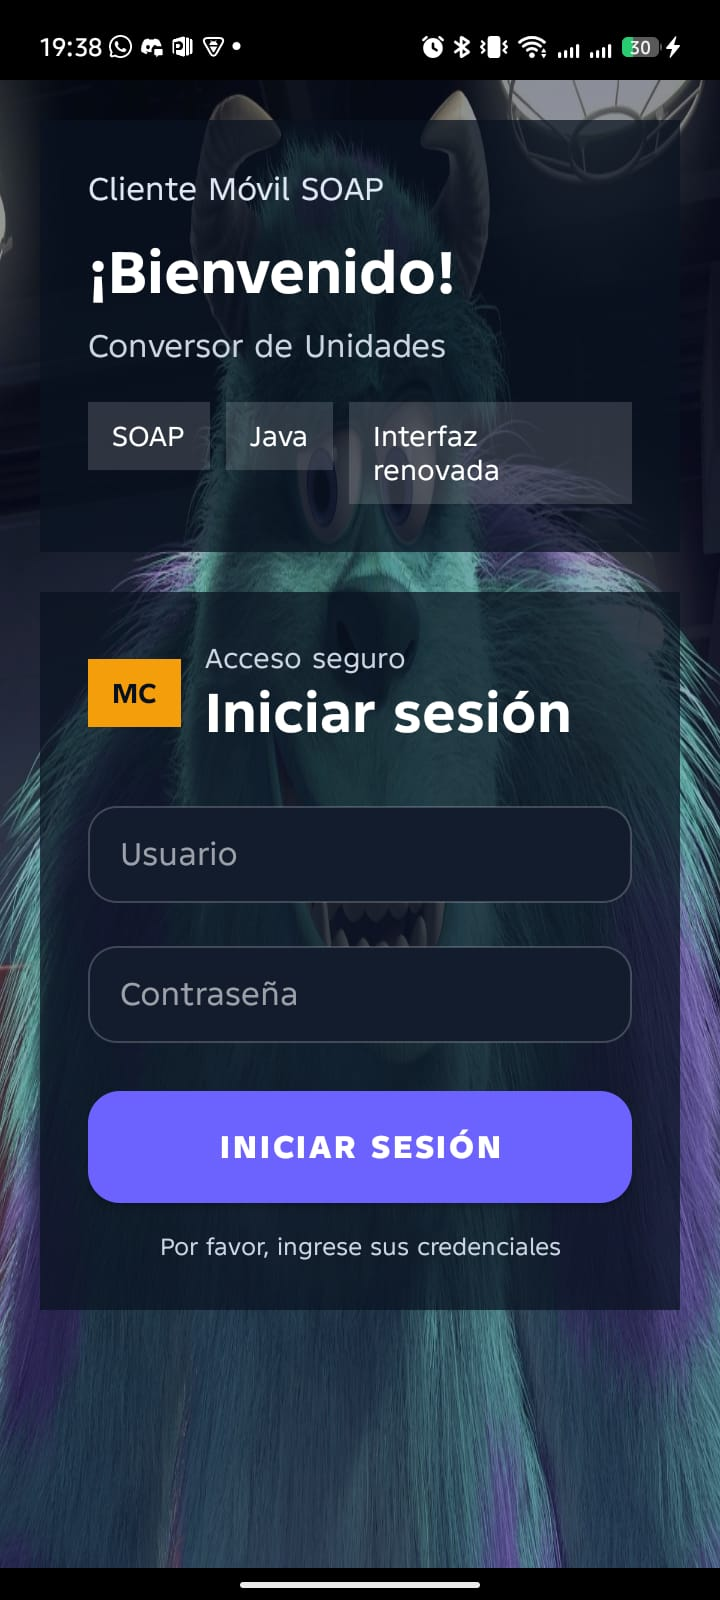 19:38
30
Cliente Móvil SOAP
¡Bienvenido!
Conversor de Unidades
SOAP
Java
Interfaz
renovada
MC
Acceso seguro
Iniciar sesión
Usuario
Contraseña
INICIAR SESIÓN
Por favor, ingrese sus credenciales